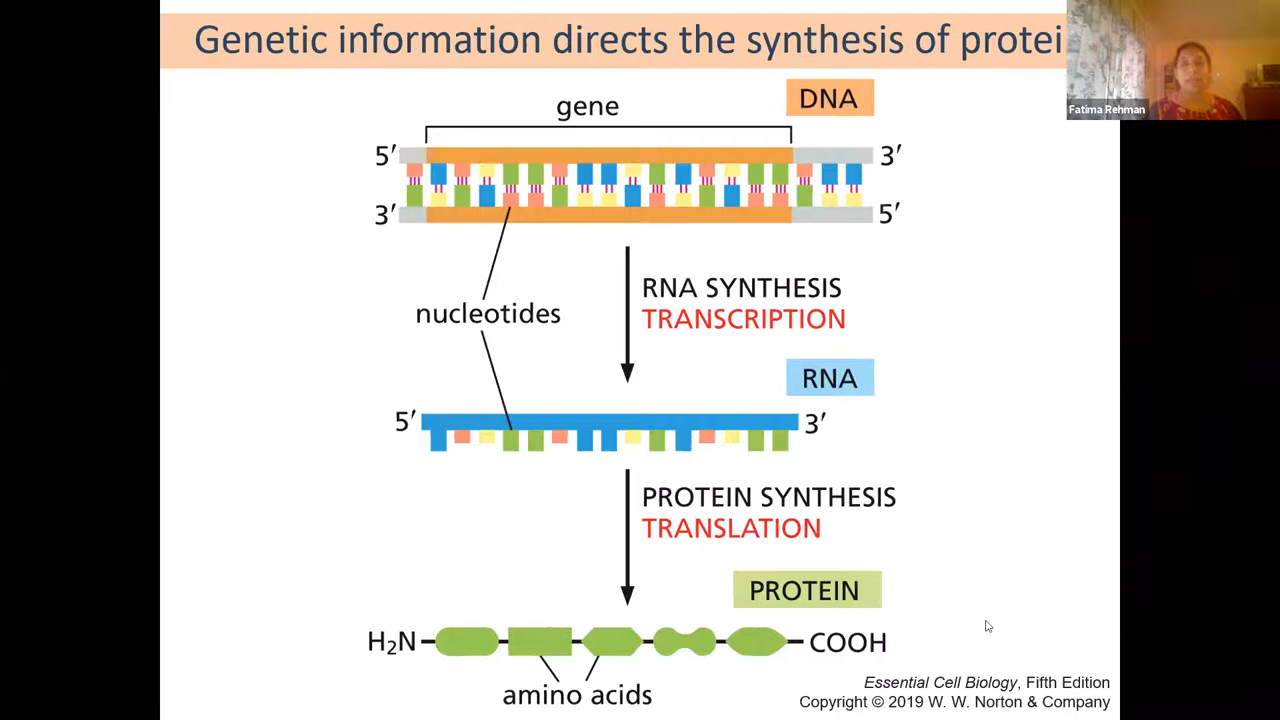 Genetic information directs the synthesis of protei
Fatima Rehman
DNA
gene
5′ 3′
3′ 5′
RNA SYNTHESIS
nucleotides
TRANSCRIPTION
RNA
5′ 3′
PROTEIN SYNTHESIS
TRANSLATION
PROTEIN
H₂N COOH
amino acids
Essential Cell Biology, Fifth Edition
Copyright © 2019 W. W. Norton & Company